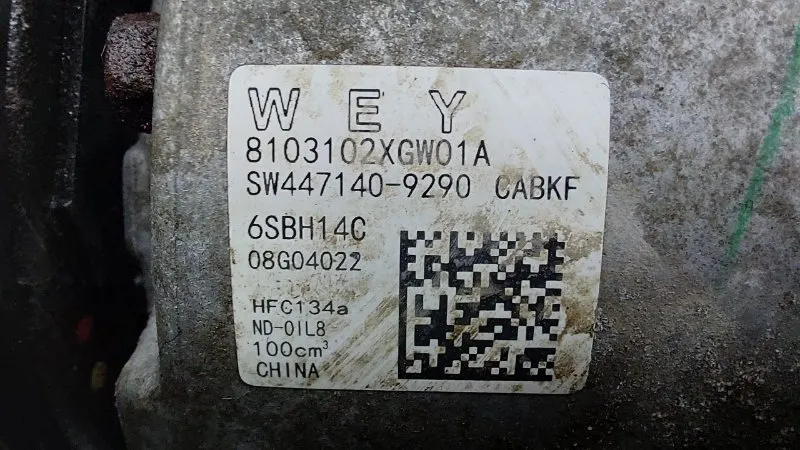 WEY
8103102XGW01A
SW447140-9290 CABKF
6SBH14C
08G04022
HFC134a
ND-OIL8
100cm³
CHINA